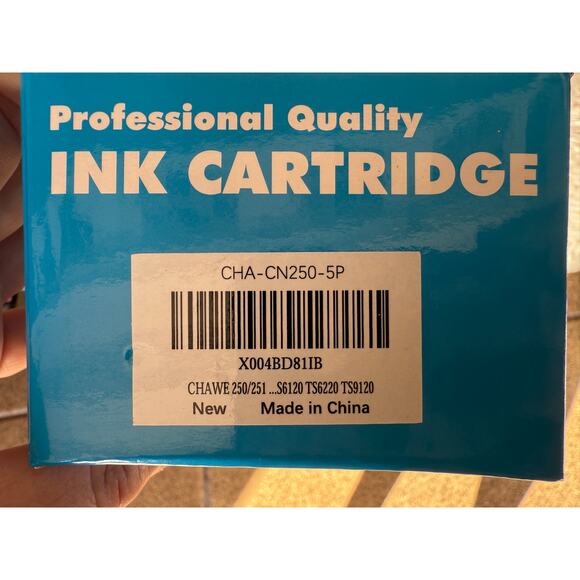 Professional Quality
INK CARTRIDGE
CHA-CN250-5P
X004BD81IB
CHAWE 250/251 ...S6120 TS6220 TS9120
New Made in China